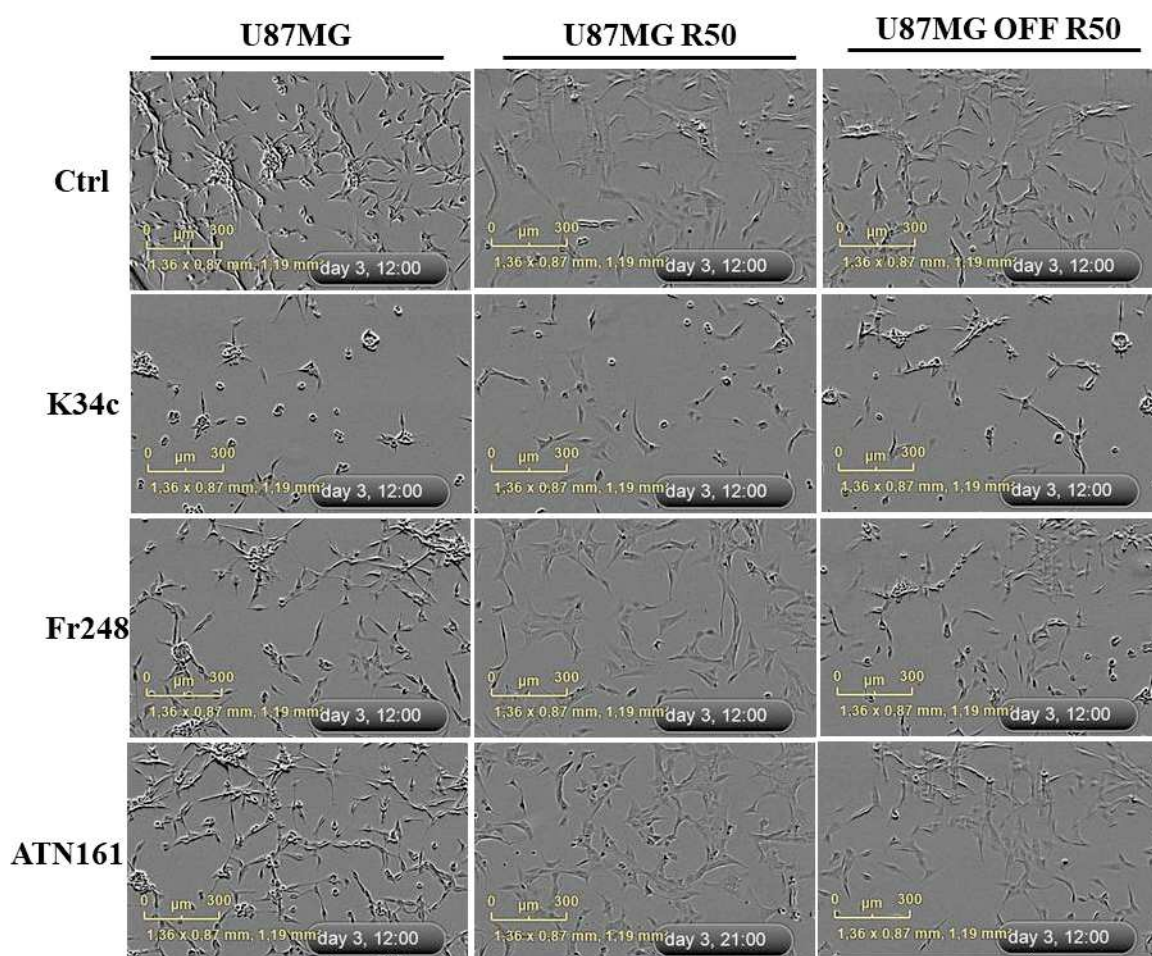 U87MG U87MG R50 U87MG OFF R50
Ctrl
0 µm 300 0 µm 300 0 µm 300
1,36 x 0,87 mm, 1,19 mm² day 3, 12:00 1,36 x 0,87 mm, 1,19 mm² day 3, 12:00 1,36 x 0,87 mm, 1,19 mm² day 3, 12:00
K34c
0 µm 300 0 µm 300 0 µm 300
1,36 x 0,87 mm, 1,19 mm² day 3, 12:00 1,36 x 0,87 mm, 1,19 mm² day 3, 12:00 1,36 x 0,87 mm, 1,19 mm² day 3, 12:00
Fr248
0 µm 300 0 µm 300 0 µm 300
1,36 x 0,87 mm, 1,19 mm² day 3, 12:00 1,36 x 0,87 mm, 1,19 mm² day 3, 12:00 1,36 x 0,87 mm, 1,19 mm² day 3, 12:00
ATN161
0 µm 300 0 µm 300 0 µm 300
1,36 x 0,87 mm, 1,19 mm² day 3, 12:00 1,36 x 0,87 mm, 1,19 mm² day 3, 21:00 1,36 x 0,87 mm, 1,19 mm² day 3, 12:00